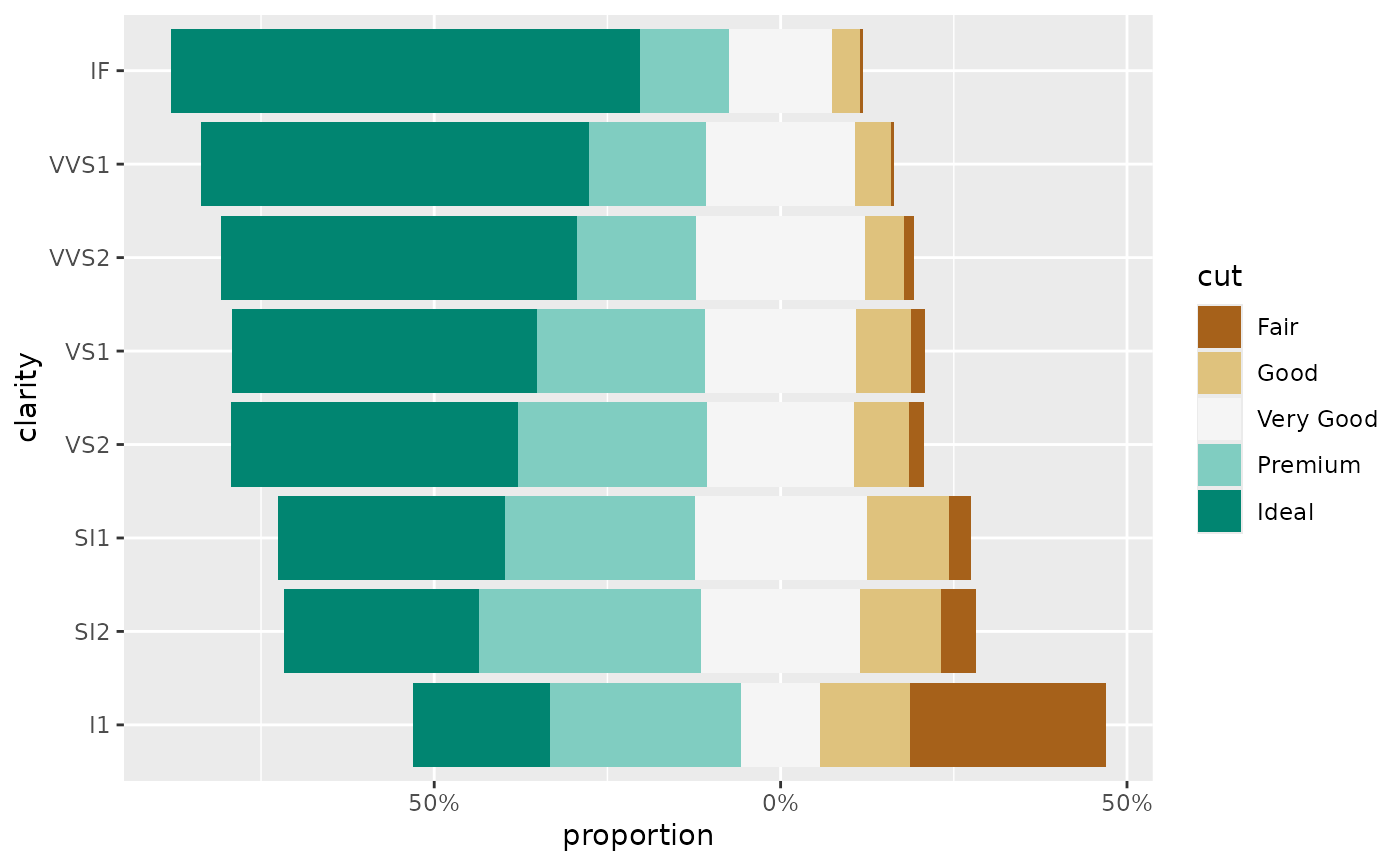 IF
VVS1
VVS2
VS1
VS2
SI1
SI2
I1
clarity
50%
0%
50%
proportion
cut
Fair
Good
Very Good
Premium
Ideal